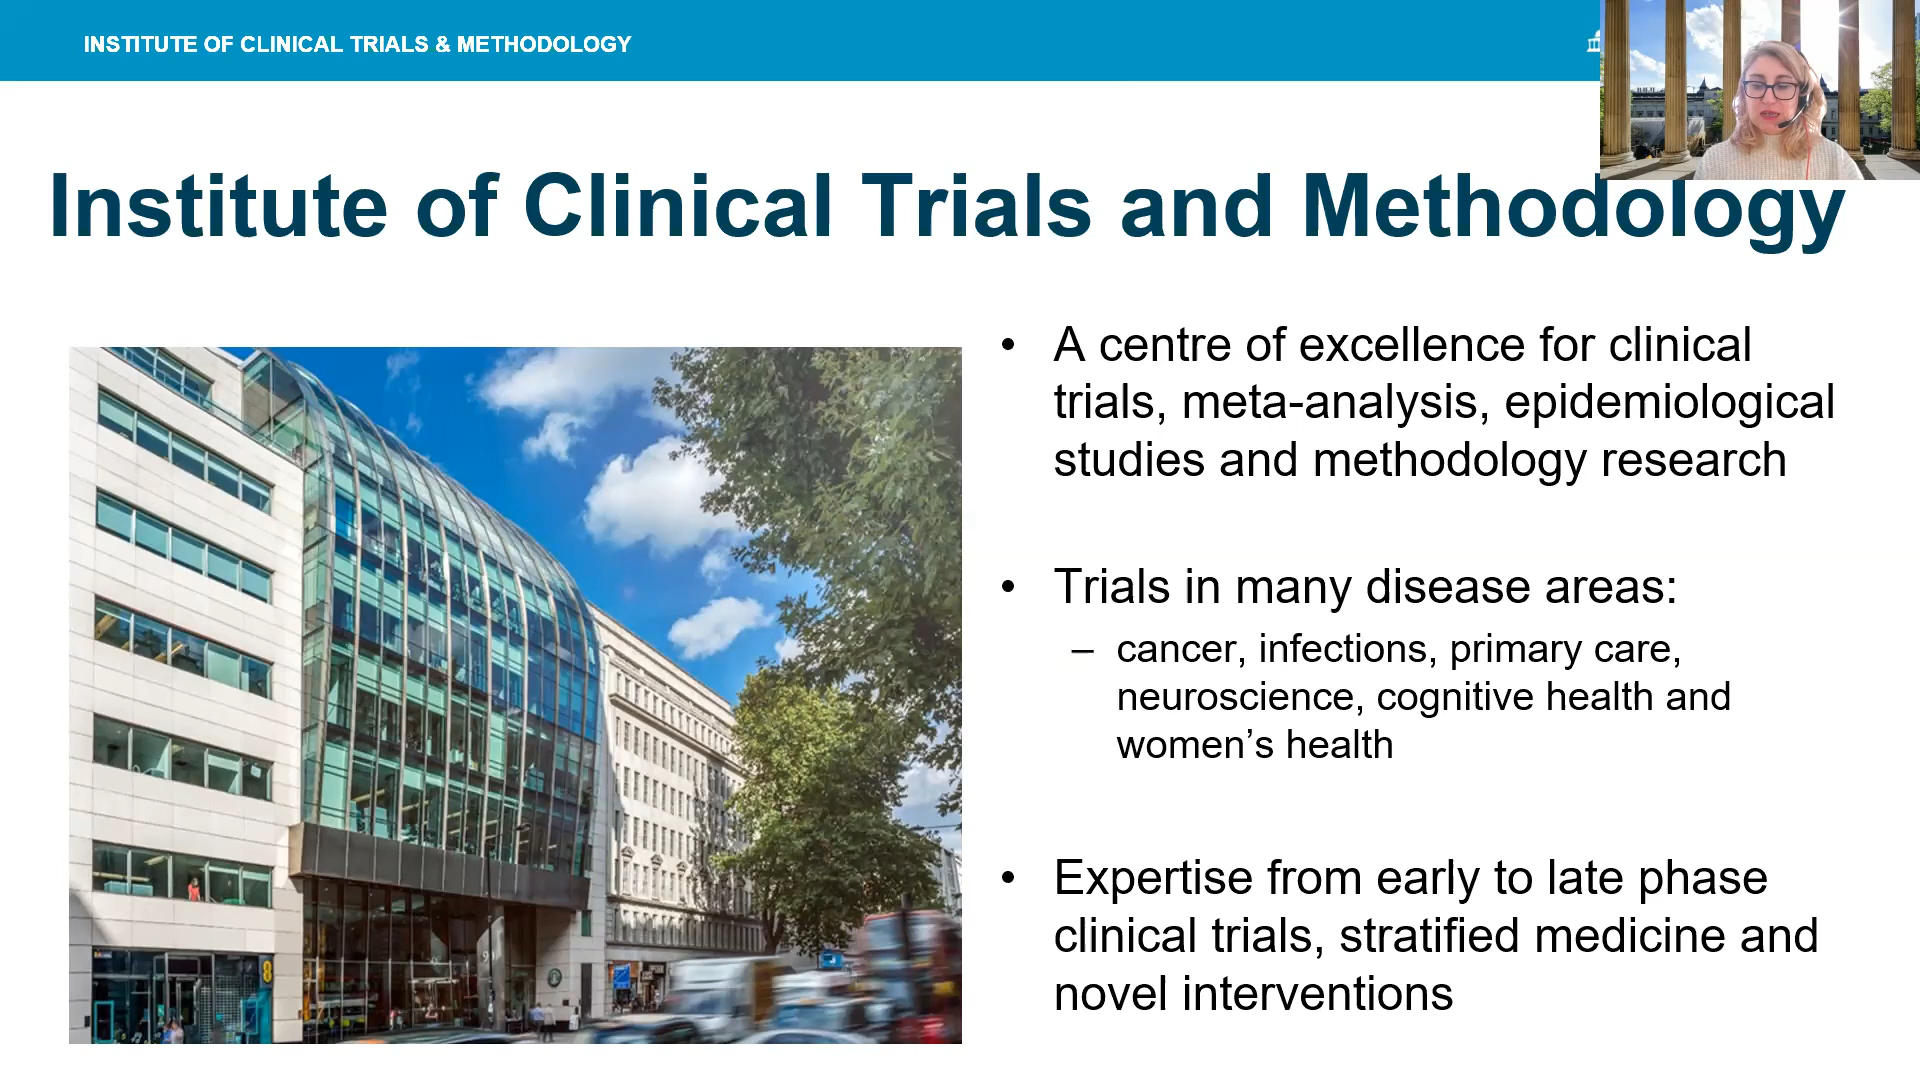 INSTITUTE OF CLINICAL TRIALS & METHODOLOGY
Institute of Clinical Trials and Methodology
• A centre of excellence for clinical
trials, meta-analysis, epidemiological
studies and methodology research
• Trials in many disease areas:
– cancer, infections, primary care,
neuroscience, cognitive health and
women’s health
• Expertise from early to late phase
clinical trials, stratified medicine and
novel interventions